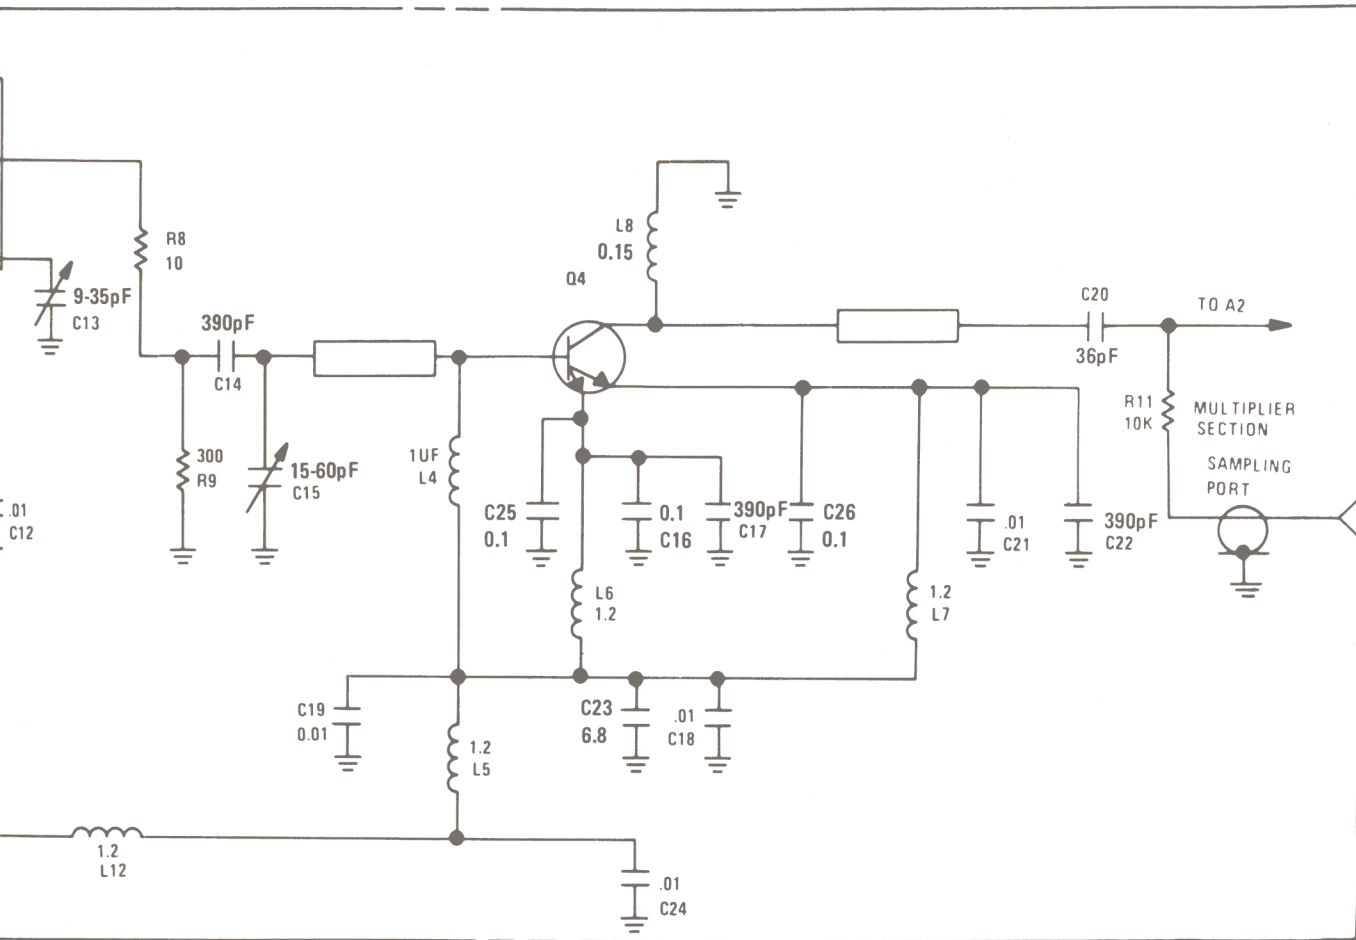 R8
10
9-35pF
C13
390pF
C14
300
R9
15-60pF
C15
.01
C12
L8
0.15
Q4
1UF
L4
C25
0.1
0.1
C16
390pF
C17
C26
0.1
.01
C21
390pF
C22
C20
36pF
TO A2
R11
10K
MULTIPLIER
SECTION
SAMPLING
PORT
L6
1.2
1.2
L7
C19
0.01
C23
6.8
.01
C18
1.2
L5
1.2
L12
.01
C24